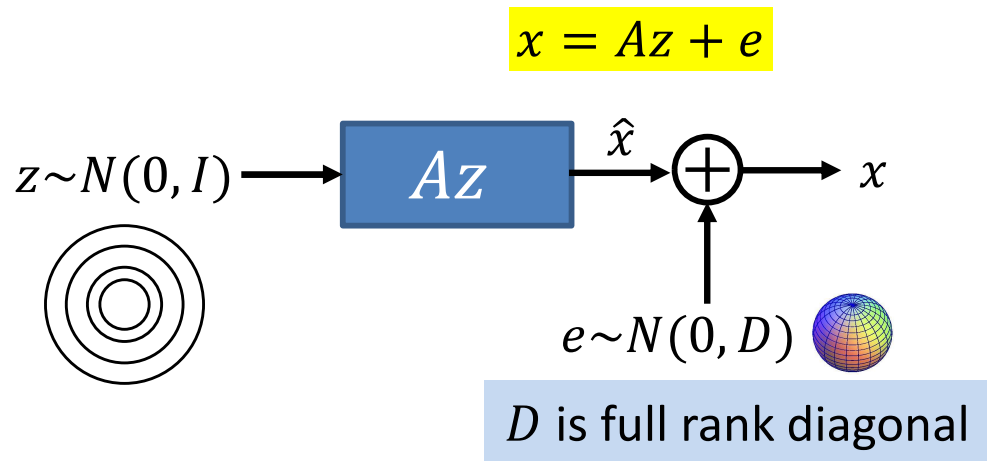 x = Az + e
z~N(0, I)
Az
x̂
x
e~N(0, D)
D is full rank diagonal